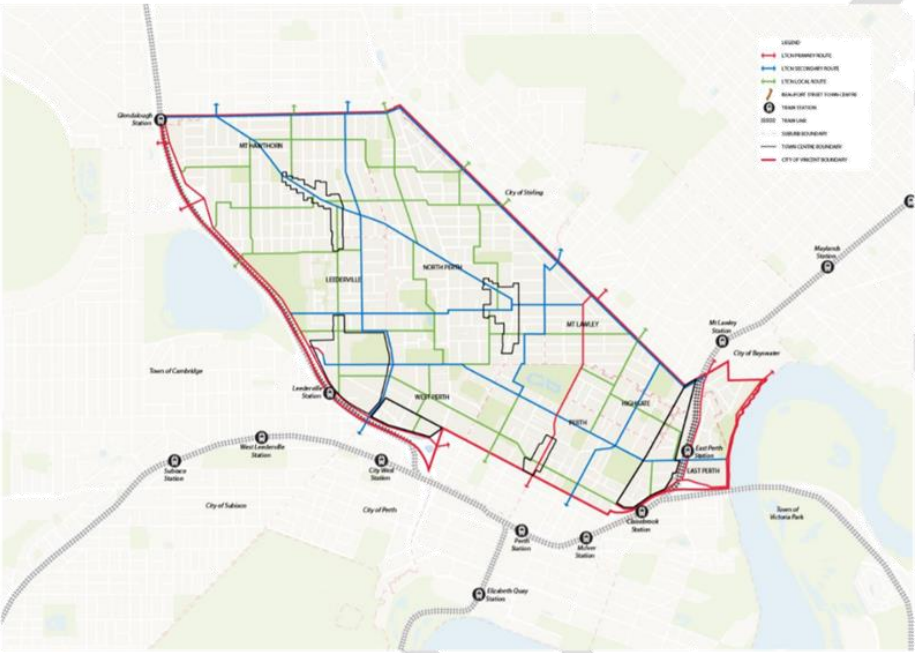 LEGEND
LTCN PRIMARY ROUTE
LTCN SECONDARY ROUTE
LTCN LOCAL ROUTE
BEAUFORT STREET TOWN CENTRE
TRAIN STATION
TRAIN LINE
SUBURB BOUNDARY
TOWN CENTRE BOUNDARY
CITY OF VINCENT BOUNDARY
Glendalough
Station
MT HAWTHORN
City of Stirling
Maylands
Station
NORTH PERTH
LEEDERVILLE
MT LAWLEY
Mt Lawley
Station
City of Bayswater
Town of Cambridge
Leederville
Station
WEST PERTH
HIGHGATE
PERTH
West Leederville
Station
East Perth
Station
EAST PERTH
Subiaco
Station
City West
Station
City of Subiaco
City of Perth
Claisebrook
Station
Town of
Victoria Park
Perth
Station
McIver
Station
Elizabeth Quay
Station